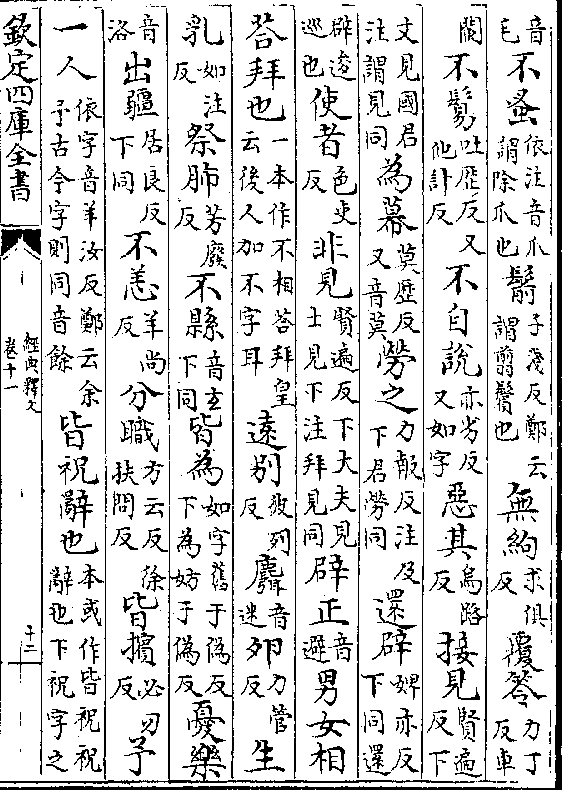 音毛不蚤依注音爪謂除爪也鬋子淺反鄭云謂翦鬢也無絇求俱反覆笭力丁反車
闌不鬄吐歷反又他計反不自說亦劣反又如字惡其烏路反接見賢遍反下
文見國君注謂見同為幕莫歷反又音莫勞之力報反注及下君勞同還辟婢亦反下同還
辟逡巡也使者色吏反非見賢遍反下大夫見士見下注拜見同辟正音避男女相
荅拜也一本作不相荅拜皇云後人加不字耳遠别彼列反麛音迷卵力管反生
乳如注反祭肺芳廢反不縣音玄下同皆為如字舊于偽反下為妨于偽反憂樂
音洛出疆居良反下同不恙羊尚反分職方云反徐扶問反皆擯必刃反予
一人依字音羊汝反鄭云余予古今字則同音餘皆祝辭也本或作皆祝祝辭也下祝字之
欽定四庫全書
經典釋文
卷十一
十二